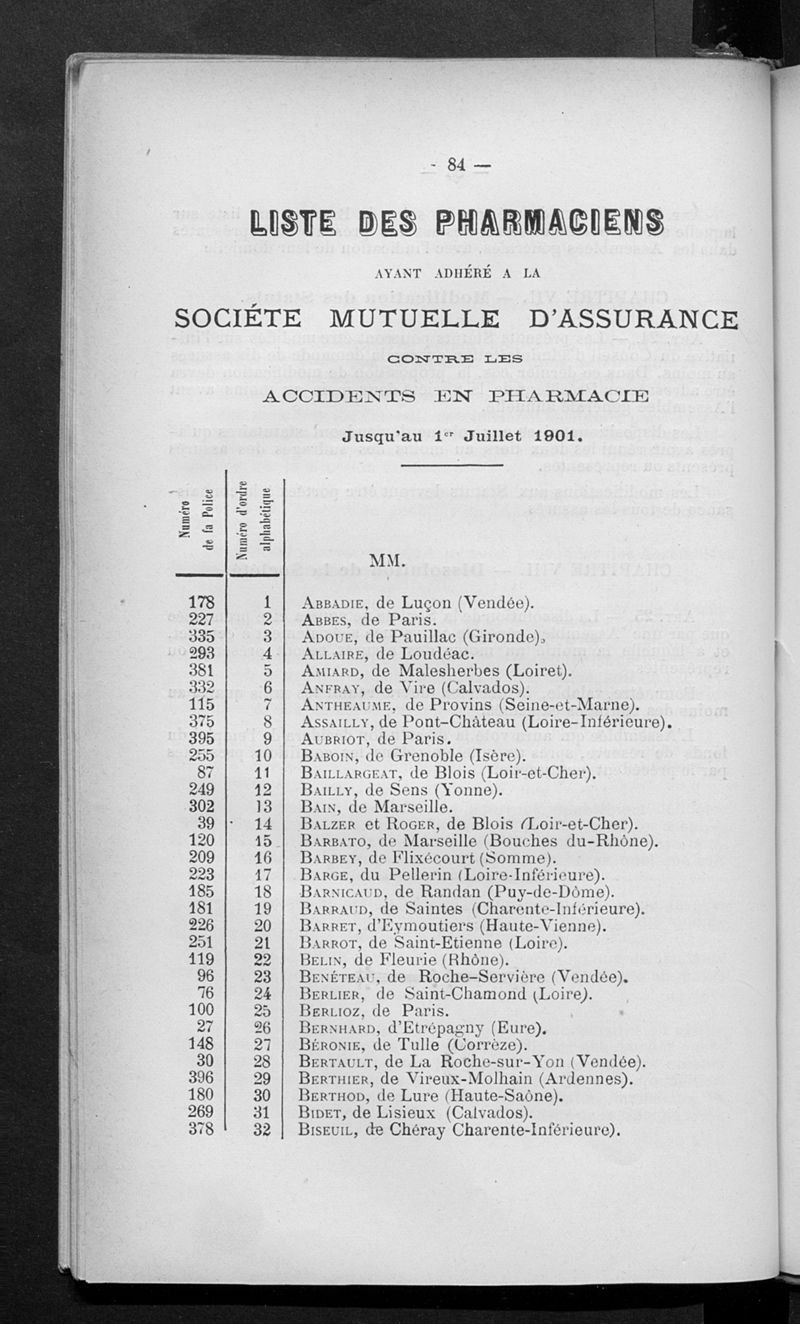 - 84 —
LISTE DES PHARMACIENS
AYANT ADHÉRÉ A LA
SOCIÉTE MUTUELLE D'ASSURANCE
CONTRE LES
ACCIDENTS EN PHARMACIE
Jusqu'au 1er Juillet 1901.
Numéro de la Police
Numéro d'ordre alphabétique
MM.
178 1 ABBADIE, de Luçon (Vendée).
227 2 ABBES, de Paris.
335 3 ADOUE, de Pauillac (Gironde).
293 4 ALLAIRE, de Loudéac.
381 5 AMIARD, de Malesherbes (Loiret).
332 6 ANFRAY, de Vire (Calvados).
115 7 ANTHEAUME, de Provins (Seine-et-Marne).
375 8 ASSAILLY, de Pont-Château (Loire-Inférieure).
395 9 AUBRIOT, de Paris.
255 10 BABOIN, de Grenoble (Isère).
87 11 BAILLARGEAT, de Blois (Loir-et-Cher).
249 12 BAILLY, de Sens (Yonne).
302 13 BAIN, de Marseille.
39 14 BALZER et ROGER, de Blois (Loir-et-Cher).
120 15 BARBATO, de Marseille (Bouches du-Rhône).
209 16 BARBEY, de Flixécourt (Somme).
223 17 BARGE, du Pellerin (Loire-Inférieure).
185 18 BARNICAUD, de Randan (Puy-de-Dôme).
181 19 BARRAUD, de Saintes (Charente-Inférieure).
226 20 BARRET, d'Eymoutiers (Haute-Vienne).
251 21 BARROT, de Saint-Etienne (Loire).
119 22 BELIN, de Fleurie (Rhône).
96 23 BENÉTEAU, de Roche-Servière (Vendée).
76 24 BERLIER, de Saint-Chamond (Loire).
100 25 BERLIOZ, de Paris.
27 26 BERNHARD, d'Etrépagny (Eure).
148 27 BÉRONIE, de Tulle (Corrèze).
30 28 BERTAULT, de La Roche-sur-Yon (Vendée).
396 29 BERTHIER, de Vireux-Molhain (Ardennes).
180 30 BERTHOD, de Lure (Haute-Saône).
269 31 BIDET, de Lisieux (Calvados).
378 32 BISEUIL, de Chéray Charente-Inférieure).